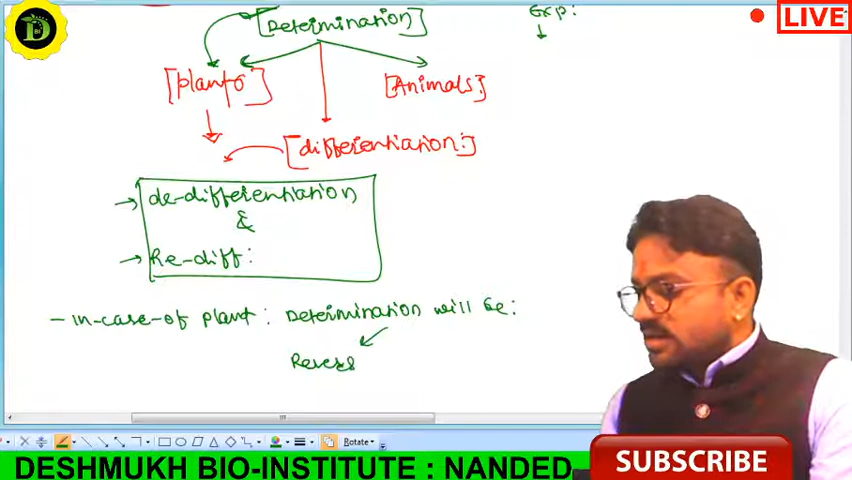 D
[Determination]
Exp:
LIVE
[plants]
[Animals]
[differentiation:]
→ de-differentiation
&
→ Re-diff:
- in-case-of plant: Determination will be:
Revers
Rotate
DESHMUKH BIO-INSTITUTE : NANDED
SUBSCRIBE